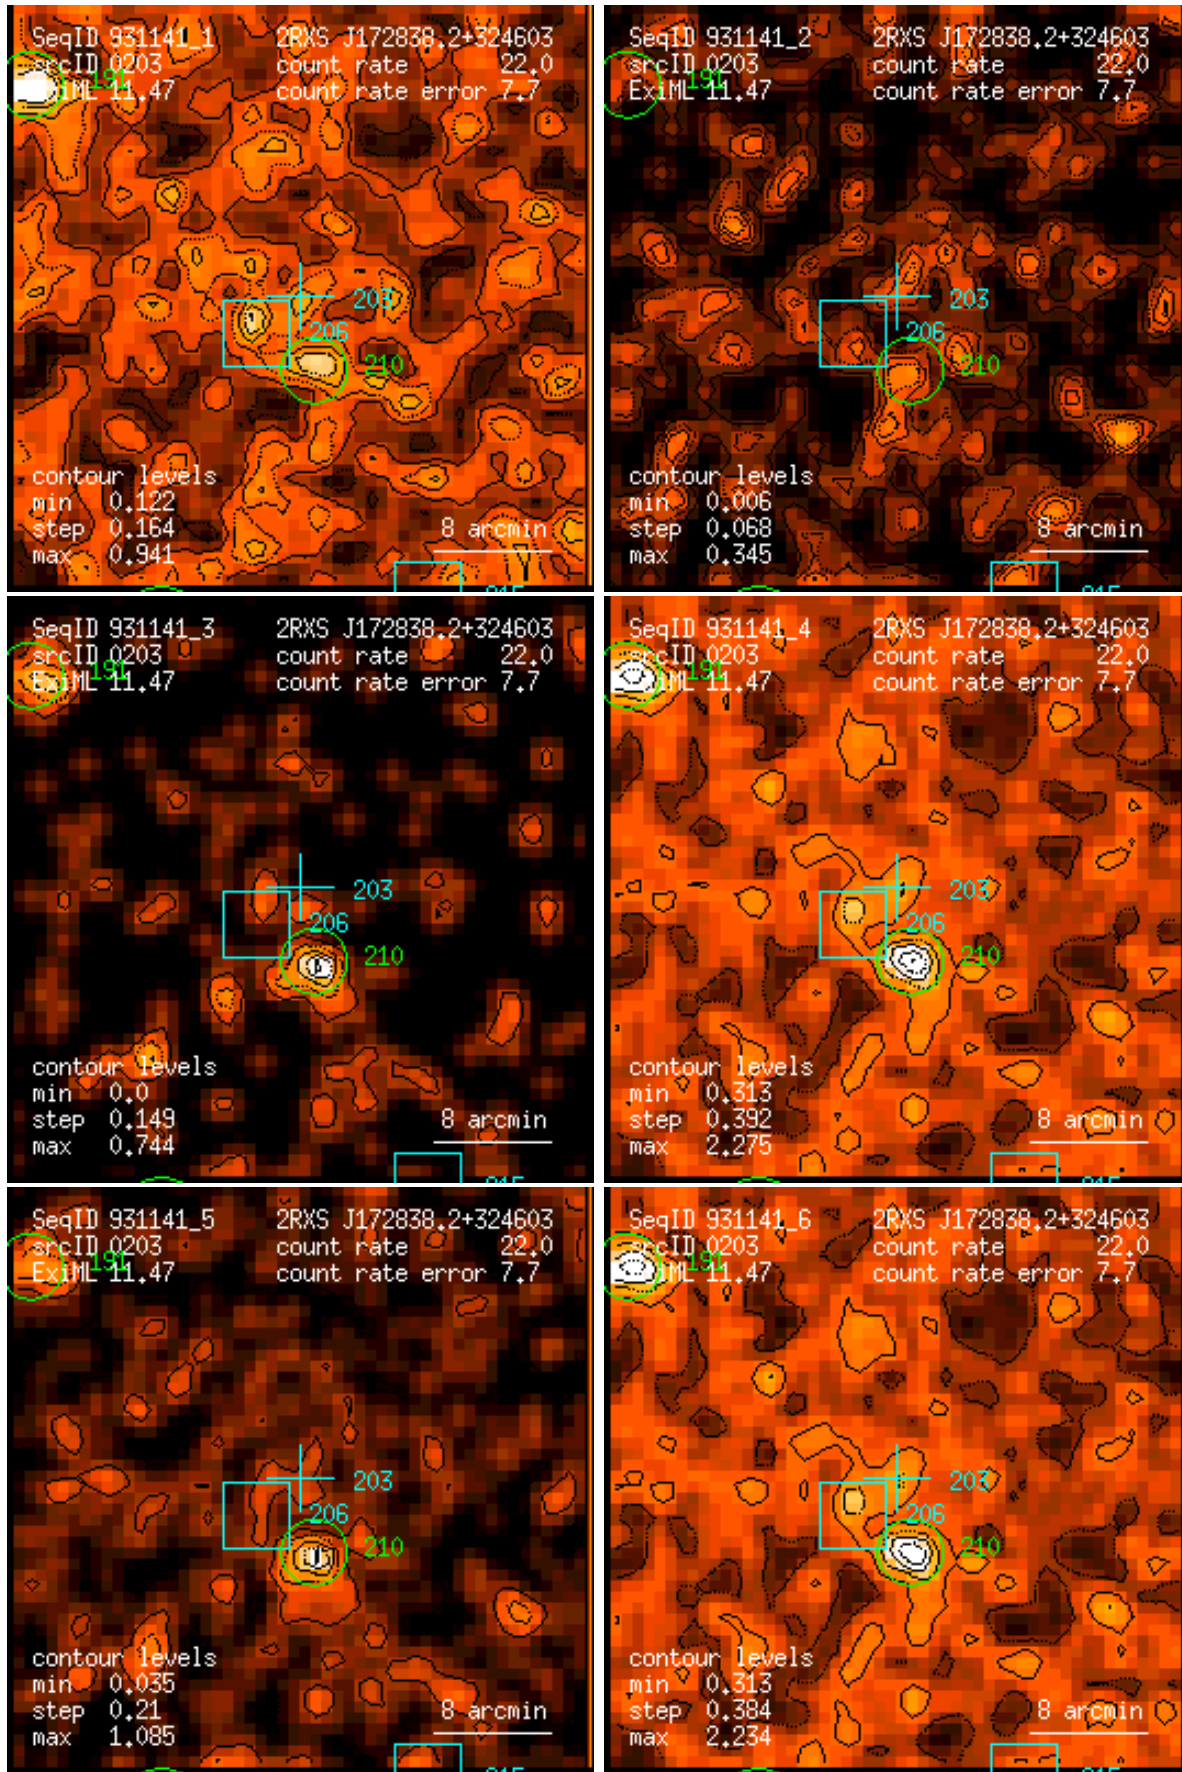 SeqID 931141_1 2RXS J172838.2+324603
srcID 0203 count rate 22.0
ExiML 11.47 count rate error 7.7
191
203
206
210
contour levels
min 0.122
step 0.164
max 0.941
8 arcmin
SeqID 931141_2 2RXS J172838.2+324603
srcID 0203 count rate 22.0
ExiML 11.47 count rate error 7.7
191
203
206
210
contour levels
min 0.006
step 0.068
max 0.345
8 arcmin
SeqID 931141_3 2RXS J172838.2+324603
srcID 0203 count rate 22.0
ExiML 11.47 count rate error 7.7
191
203
206
210
contour levels
min 0.0
step 0.149
max 0.744
8 arcmin
SeqID 931141_4 2RXS J172838.2+324603
srcID 0203 count rate 22.0
ExiML 11.47 count rate error 7.7
191
203
206
210
contour levels
min 0.313
step 0.392
max 2.275
8 arcmin
SeqID 931141_5 2RXS J172838.2+324603
srcID 0203 count rate 22.0
ExiML 11.47 count rate error 7.7
191
203
206
210
contour levels
min 0.035
step 0.21
max 1.085
8 arcmin
SeqID 931141_6 2RXS J172838.2+324603
srcID 0203 count rate 22.0
ExiML 11.47 count rate error 7.7
191
203
206
210
contour levels
min 0.313
step 0.384
max 2.234
8 arcmin